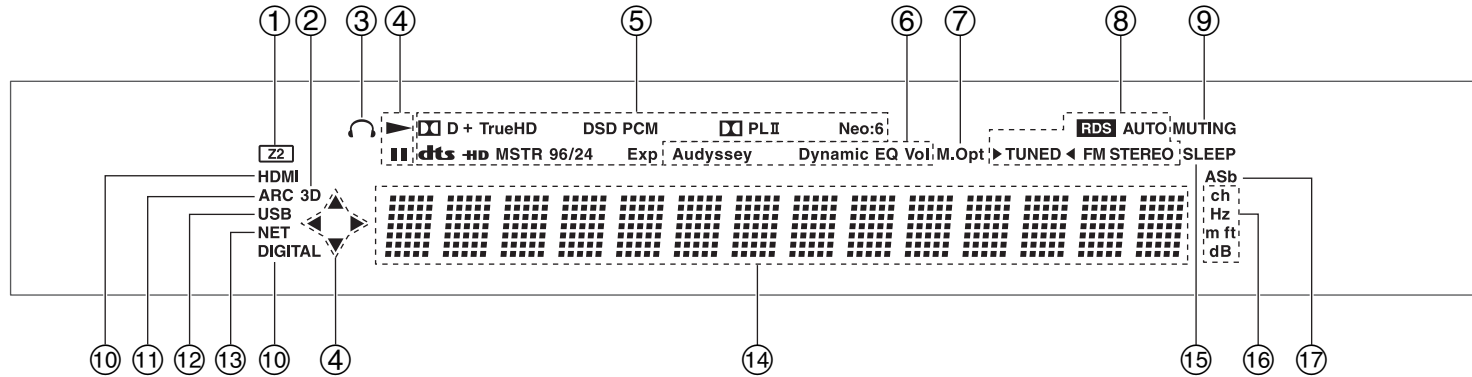 ① ② ③ ④ ⑤ ⑥ ⑦ ⑧ ⑨
D + TrueHD DSD PCM PL II Neo:6 RDS AUTO MUTING
Z2 dts -HD MSTR 96/24 Exp Audyssey Dynamic EQ Vol M.Opt ▶ TUNED ◀ FM STEREO SLEEP
HDMI ASb
ARC 3D ch
USB Hz
NET m ft
DIGITAL dB
⑩ ⑪ ⑫ ⑬ ⑩ ④ ⑭ ⑮ ⑯ ⑰